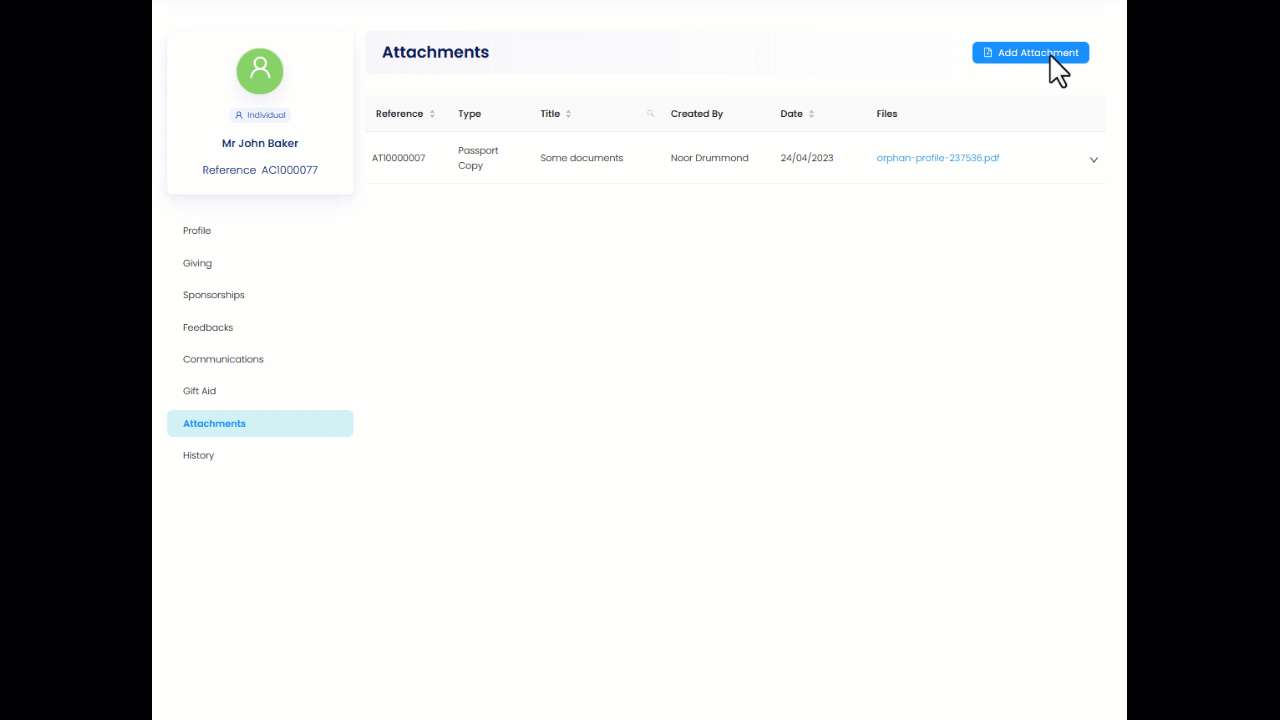 Attachments
Add Attachment
Individual
Mr John Baker
Reference AC1000077
Reference Type Title Created By Date Files
AT10000007 Passport Copy Some documents Noor Drummond 24/04/2023 orphan-profile-237536.pdf
Profile
Giving
Sponsorships
Feedbacks
Communications
Gift Aid
Attachments
History